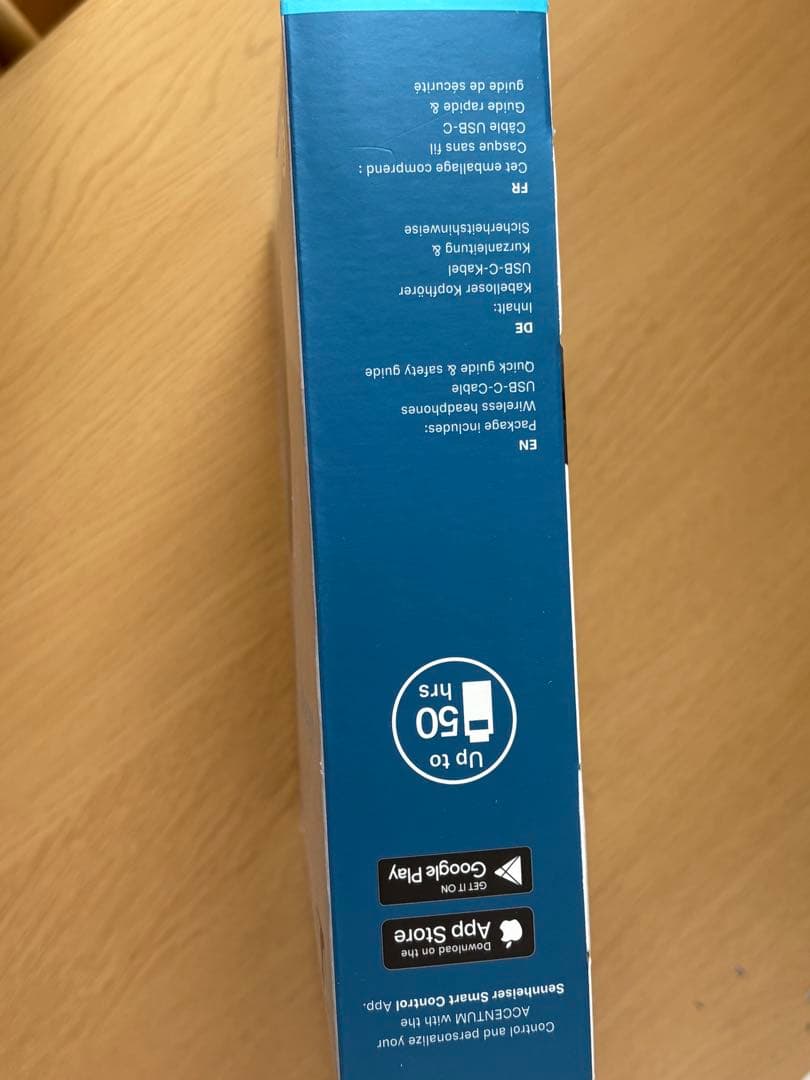 Control and personalize your
ACCENTUM with the
Sennheiser Smart Control App.
Download on the
App Store
GET IT ON
Google Play
Up to
50
hrs
EN
Package includes:
Wireless headphones
USB-C-Cable
Quick guide & safety guide
DE
Inhalt:
Kabelloser Kopfhörer
USB-C-Kabel
Kurzanleitung &
Sicherheitshinweise
FR
Cet emballage comprend :
Casque sans fil
Câble USB-C
Guide rapide &
guide de sécurité